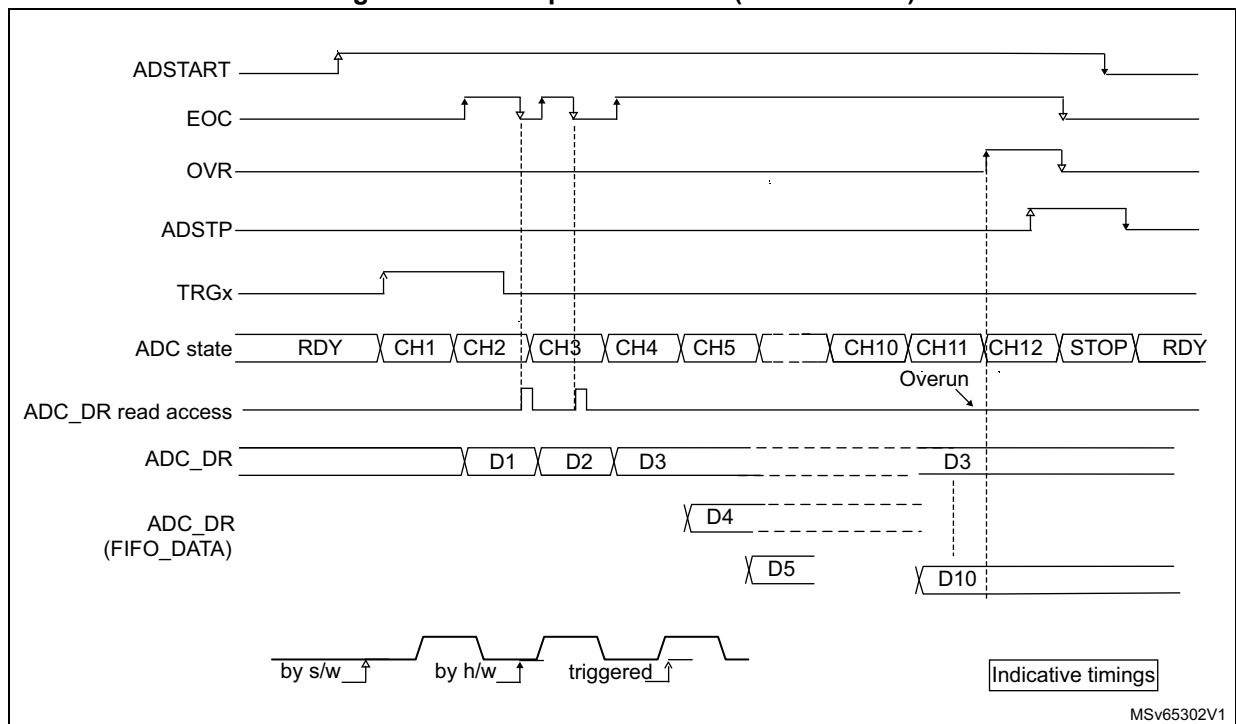 ADSTART
EOC
OVR
ADSTP
TRGx
ADC state RDY CH1 CH2 CH3 CH4 CH5 CH10 CH11 CH12 STOP RDY
Overun
ADC_DR read access
ADC_DR D1 D2 D3 D3
ADC_DR
(FIFO_DATA)
D4
D5
D10
by s/w by h/w triggered
Indicative timings
MSv65302V1